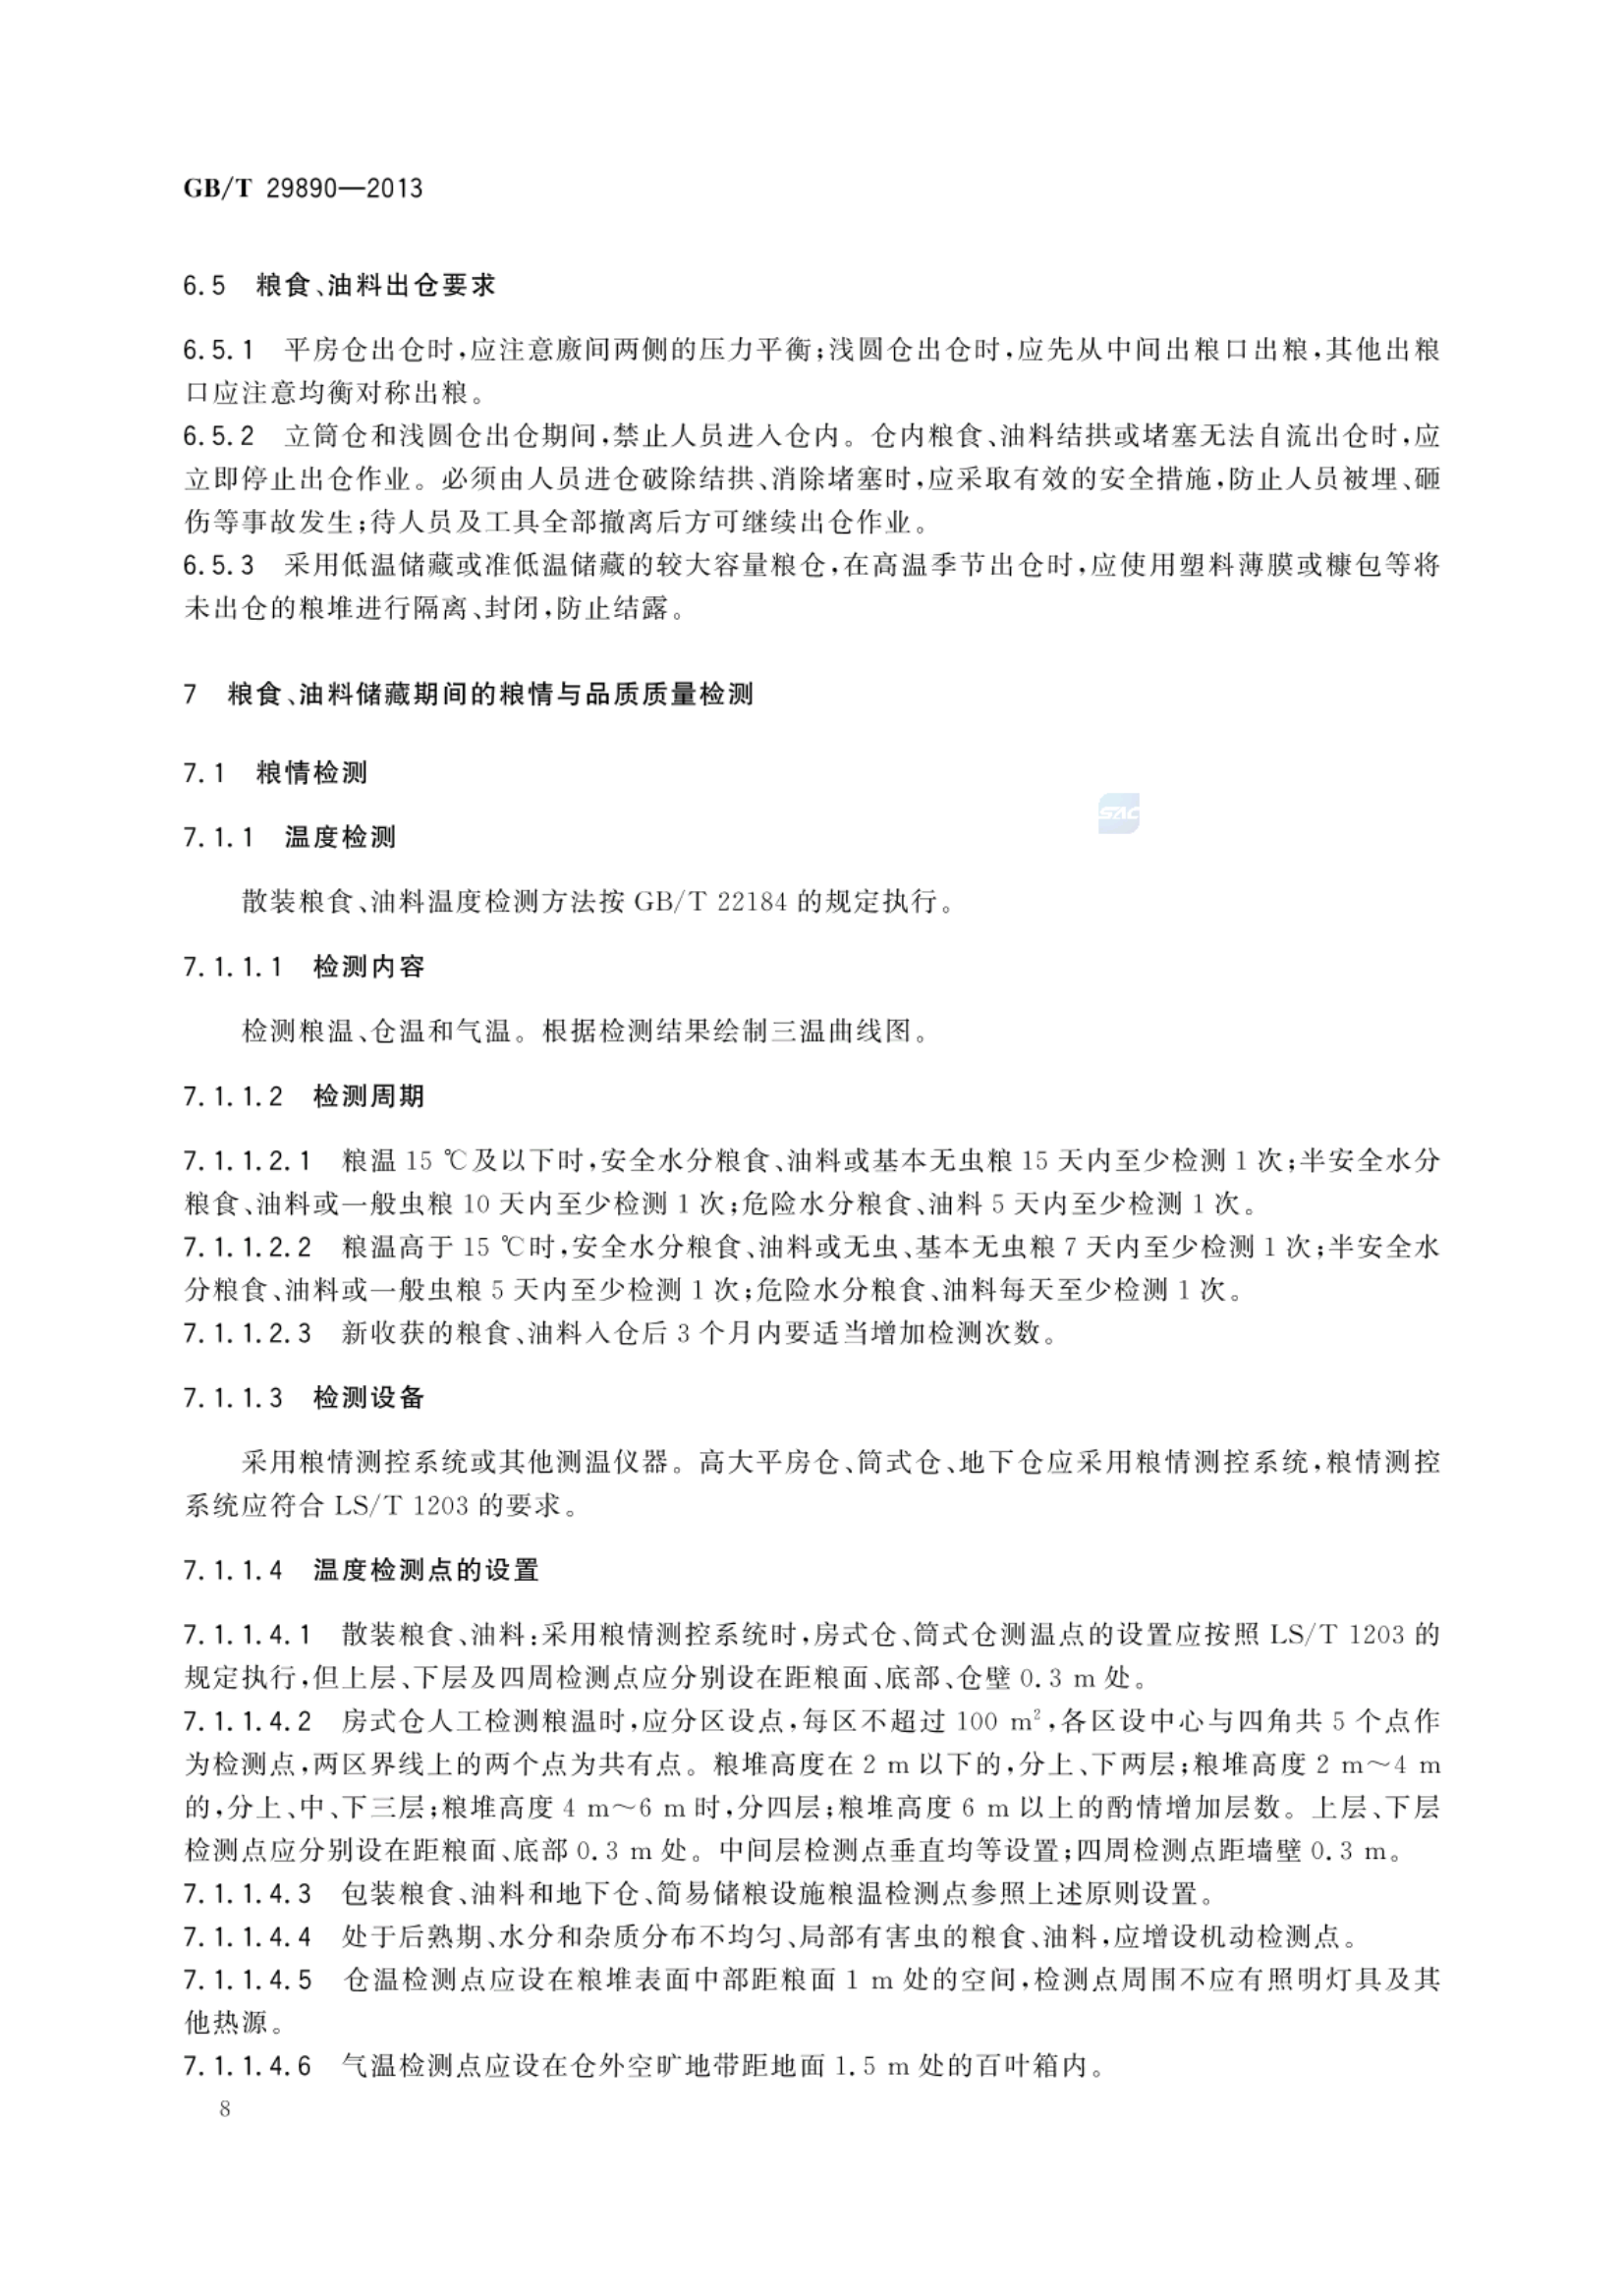 GB/T 29890—2013
6.5 粮食、油料出仓要求
6.5.1 平房仓出仓时,应注意廒间两侧的压力平衡;浅圆仓出仓时,应先从中间出粮口出粮,其他出粮
口应注意均衡对称出粮。
6.5.2 立筒仓和浅圆仓出仓期间,禁止人员进入仓内。仓内粮食、油料结拱或堵塞无法自流出仓时,应
立即停止出仓作业。必须由人员进仓破除结拱、消除堵塞时,应采取有效的安全措施,防止人员被埋、砸
伤等事故发生;待人员及工具全部撤离后方可继续出仓作业。
6.5.3 采用低温储藏或准低温储藏的较大容量粮仓,在高温季节出仓时,应使用塑料薄膜或糠包等将
未出仓的粮堆进行隔离、封闭,防止结露。
7 粮食、油料储藏期间的粮情与品质质量检测
7.1 粮情检测
SAC
7.1.1 温度检测
散装粮食、油料温度检测方法按 GB/T 22184 的规定执行。
7.1.1.1 检测内容
检测粮温、仓温和气温。根据检测结果绘制三温曲线图。
7.1.1.2 检测周期
7.1.1.2.1 粮温 15 ℃及以下时,安全水分粮食、油料或基本无虫粮 15 天内至少检测 1 次;半安全水分
粮食、油料或一般虫粮 10 天内至少检测 1 次;危险水分粮食、油料 5 天内至少检测 1 次。
7.1.1.2.2 粮温高于 15 ℃时,安全水分粮食、油料或无虫、基本无虫粮 7 天内至少检测 1 次;半安全水
分粮食、油料或一般虫粮 5 天内至少检测 1 次;危险水分粮食、油料每天至少检测 1 次。
7.1.1.2.3 新收获的粮食、油料入仓后 3 个月内要适当增加检测次数。
7.1.1.3 检测设备
采用粮情测控系统或其他测温仪器。高大平房仓、筒式仓、地下仓应采用粮情测控系统,粮情测控
系统应符合 LS/T 1203 的要求。
7.1.1.4 温度检测点的设置
7.1.1.4.1 散装粮食、油料:采用粮情测控系统时,房式仓、筒式仓测温点的设置应按照 LS/T 1203 的
规定执行,但上层、下层及四周检测点应分别设在距粮面、底部、仓壁 0.3 m 处。
7.1.1.4.2 房式仓人工检测粮温时,应分区设点,每区不超过 100 m²,各区设中心与四角共 5 个点作
为检测点,两区界线上的两个点为共有点。粮堆高度在 2 m 以下的,分上、下两层;粮堆高度 2 m～4 m
的,分上、中、下三层;粮堆高度 4 m～6 m 时,分四层;粮堆高度 6 m 以上的酌情增加层数。上层、下层
检测点应分别设在距粮面、底部 0.3 m 处。中间层检测点垂直均等设置;四周检测点距墙壁 0.3 m。
7.1.1.4.3 包装粮食、油料和地下仓、简易储粮设施粮温检测点参照上述原则设置。
7.1.1.4.4 处于后熟期、水分和杂质分布不均匀、局部有害虫的粮食、油料,应增设机动检测点。
7.1.1.4.5 仓温检测点应设在粮堆表面中部距粮面 1 m 处的空间,检测点周围不应有照明灯具及其
他热源。
7.1.1.4.6 气温检测点应设在仓外空旷地带距地面 1.5 m 处的百叶箱内。
8